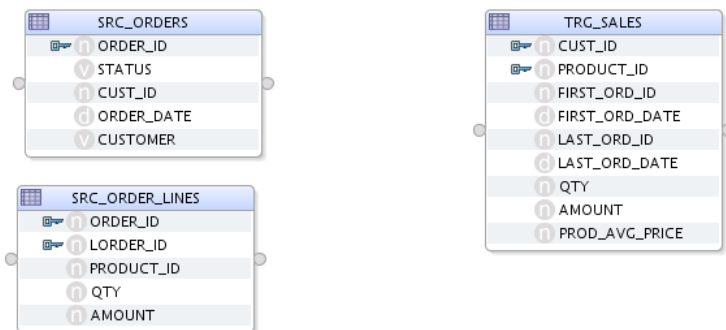 SRC_ORDERS
n ORDER_ID
v STATUS
n CUST_ID
d ORDER_DATE
v CUSTOMER
SRC_ORDER_LINES
n ORDER_ID
n LORDER_ID
n PRODUCT_ID
n QTY
n AMOUNT
TRG_SALES
n CUST_ID
n PRODUCT_ID
n FIRST_ORD_ID
d FIRST_ORD_DATE
n LAST_ORD_ID
d LAST_ORD_DATE
n QTY
n AMOUNT
n PROD_AVG_PRICE